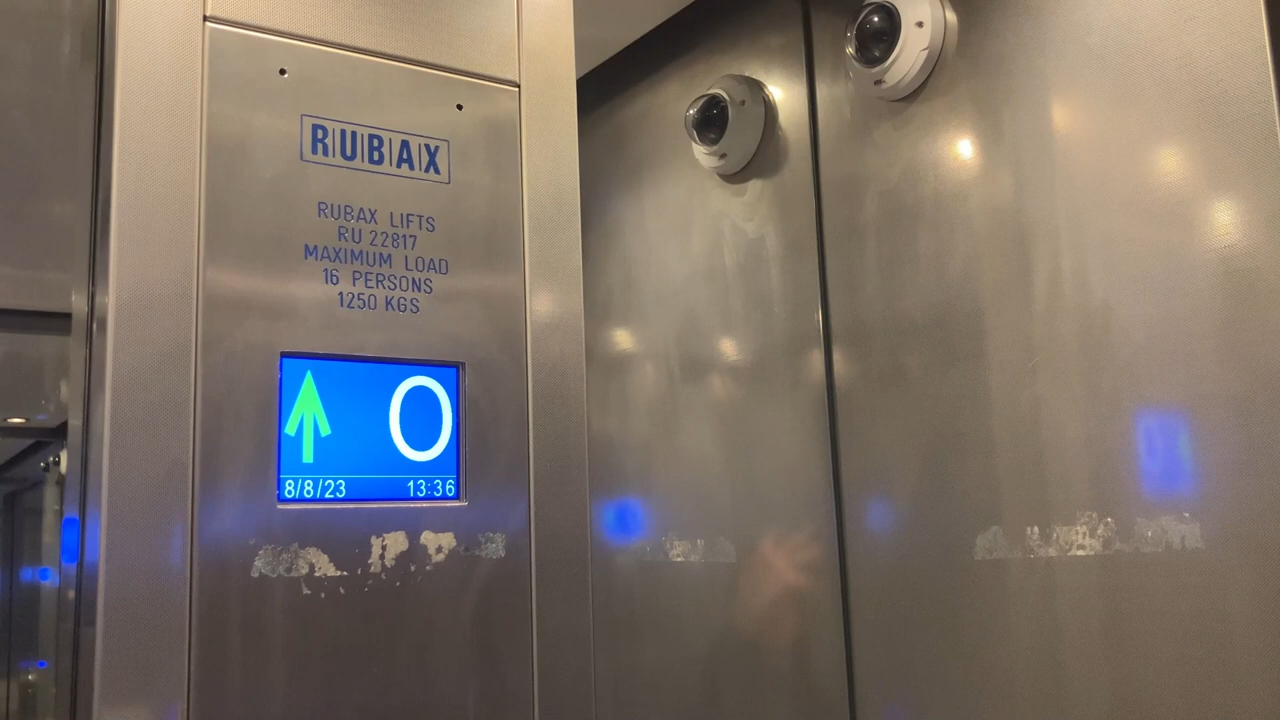 RUBAX
RUBAX LIFTS
RU 22817
MAXIMUM LOAD
16 PERSONS
1250 KGS
0
8/8/23 13:36